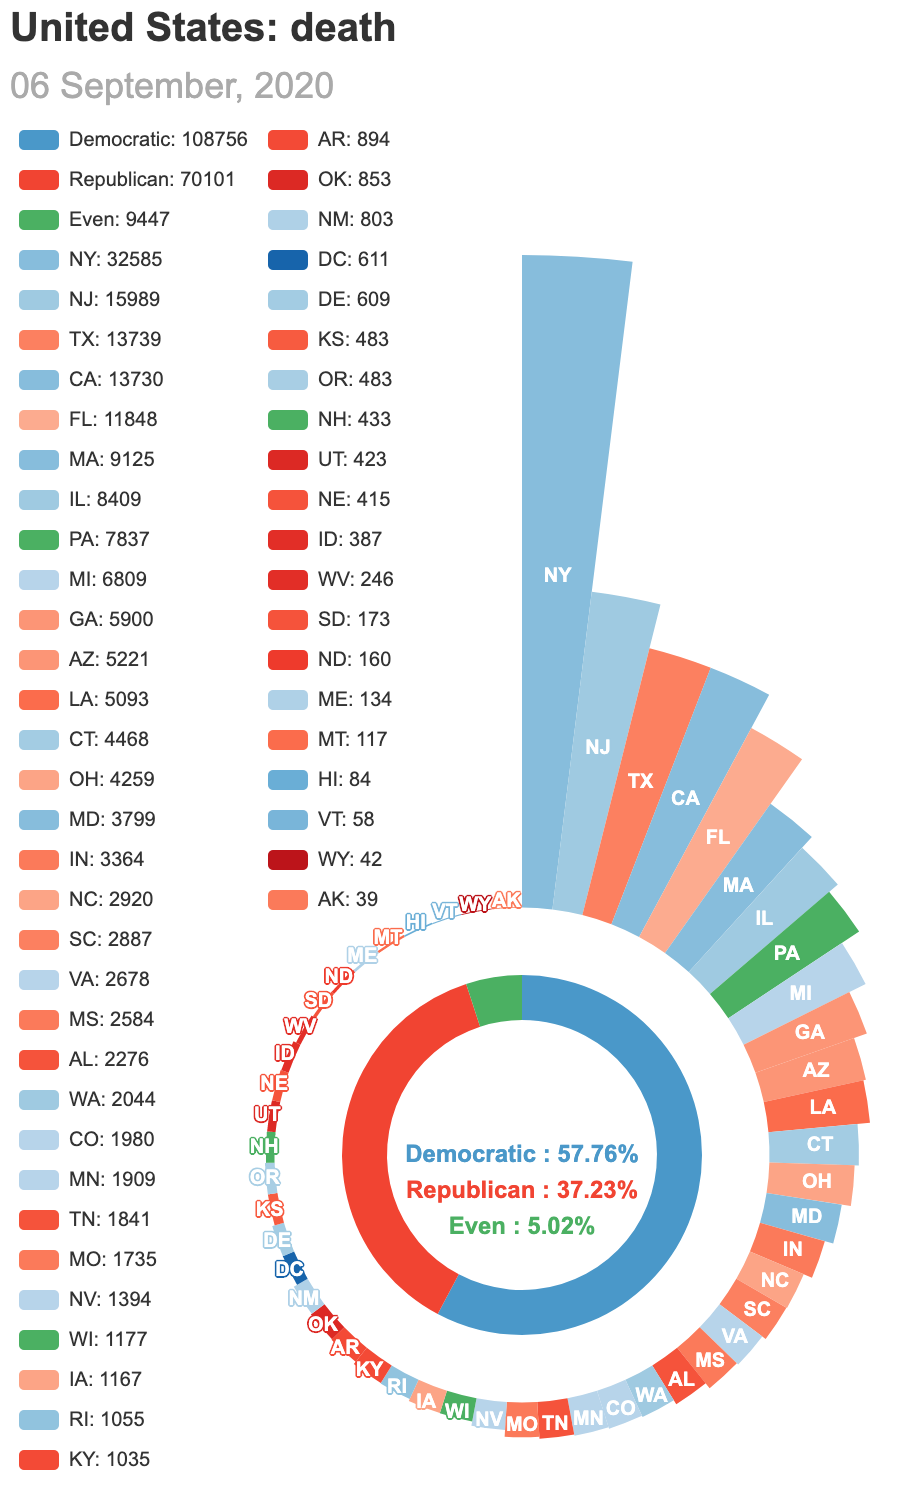 United States: death
06 September, 2020
Democratic: 108756
Republican: 70101
Even: 9447
NY: 32585
NJ: 15989
TX: 13739
CA: 13730
FL: 11848
MA: 9125
IL: 8409
PA: 7837
MI: 6809
GA: 5900
AZ: 5221
LA: 5093
CT: 4468
OH: 4259
MD: 3799
IN: 3364
NC: 2920
SC: 2887
VA: 2678
MS: 2584
AL: 2276
WA: 2044
CO: 1980
MN: 1909
TN: 1841
MO: 1735
NV: 1394
WI: 1177
IA: 1167
RI: 1055
KY: 1035
AR: 894
OK: 853
NM: 803
DC: 611
DE: 609
KS: 483
OR: 483
NH: 433
UT: 423
NE: 415
ID: 387
WV: 246
SD: 173
ND: 160
ME: 134
MT: 117
HI: 84
VT: 58
WY: 42
AK: 39
NY
NJ
TX
CA
FL
MA
IL
PA
MI
GA
AZ
LA
CT
OH
MD
IN
NC
SC
VA
MS
AL
WA
CO
MN
TN
MO
NV
WI
IA
RI
KY
AR
OK
NM
DC
DE
KS
OR
NH
UT
NE
ID
WV
SD
ND
ME
MT
HI
VT
WY
AK
Democratic : 57.76%
Republican : 37.23%
Even : 5.02%